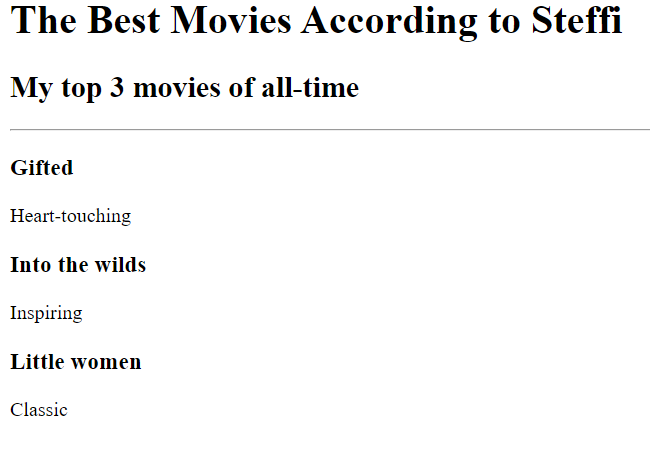 The Best Movies According to Steffi
My top 3 movies of all-time
Gifted
Heart-touching
Into the wilds
Inspiring
Little women
Classic